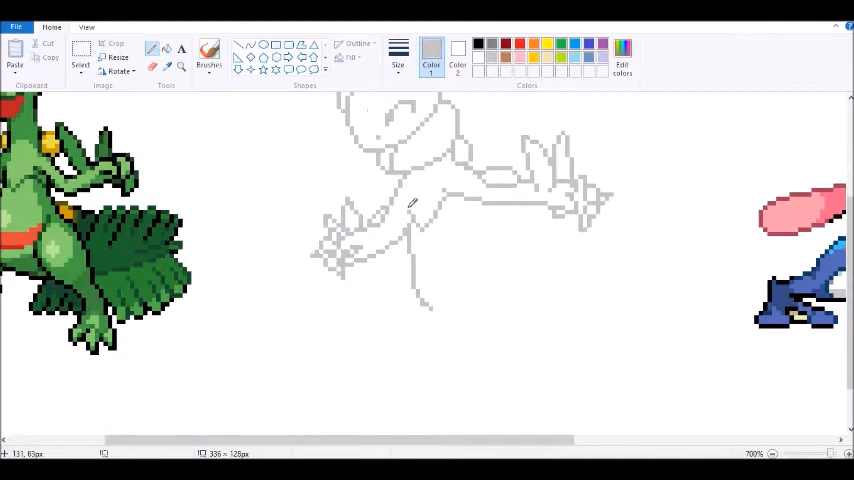 File Home View
Paste
Cut
Copy
Clipboard
Select
Crop
Resize
Rotate
Image
A
Tools
Brushes
Outline
Fill
Shapes
Size
Color 1
Color 2
Edit colors
Colors
131, 63px
336 × 128px
700%